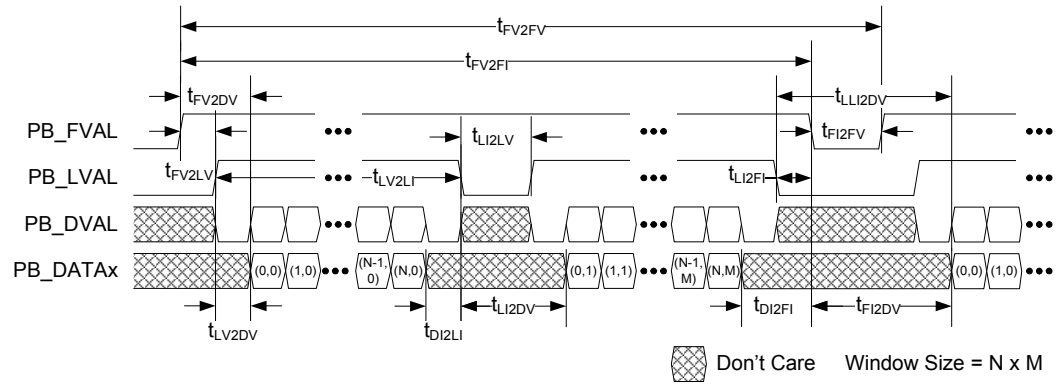 tFV2FV
tFV2FI
tFV2DV
tLLI2DV
PB_FVAL
•••
•••
•••
tLI2LV
tFI2FV
PB_LVAL
tFV2LV
•••
tLV2LI
•••
tLI2FI
•••
PB_DVAL
•••
•••
•••
PB_DATAx
(0,0)
(1,0)
•••
(N-1,
0)
(N,0)
(0,1)
(1,1)
•••
(N-1,
M)
(N,M)
(0,0)
(1,0)
•••
tLV2DV
tDI2LI
tLI2DV
tDI2FI
tFI2DV
Don't Care
Window Size = N x M